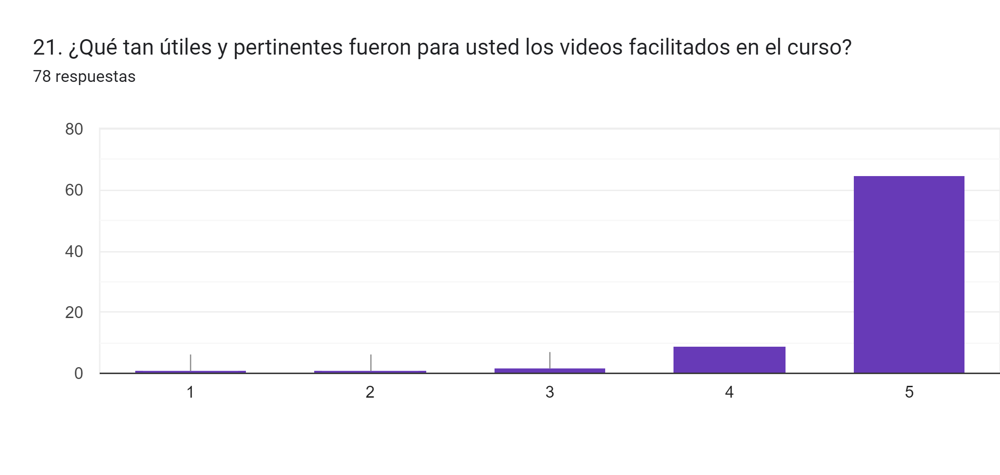 21. ¿Qué tan útiles y pertinentes fueron para usted los videos facilitados en el curso?
78 respuestas
80
60
40
20
0
1 2 3 4 5